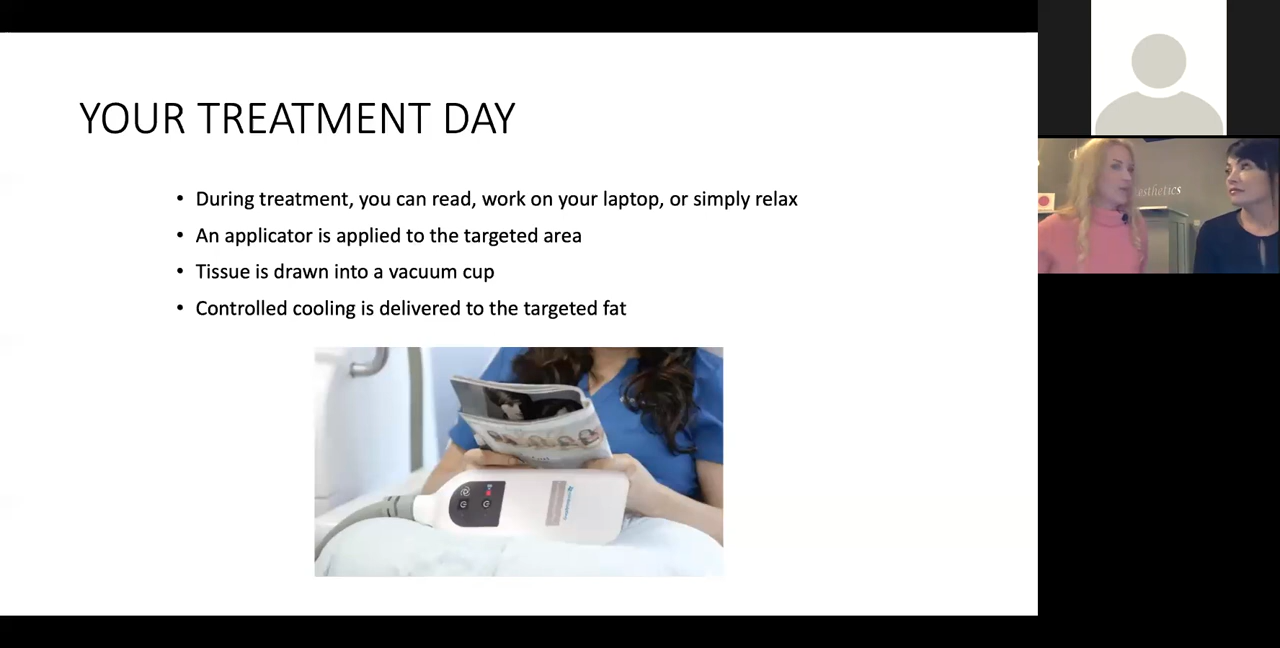 YOUR TREATMENT DAY
• During treatment, you can read, work on your laptop, or simply relax
• An applicator is applied to the targeted area
• Tissue is drawn into a vacuum cup
• Controlled cooling is delivered to the targeted fat
esthetics